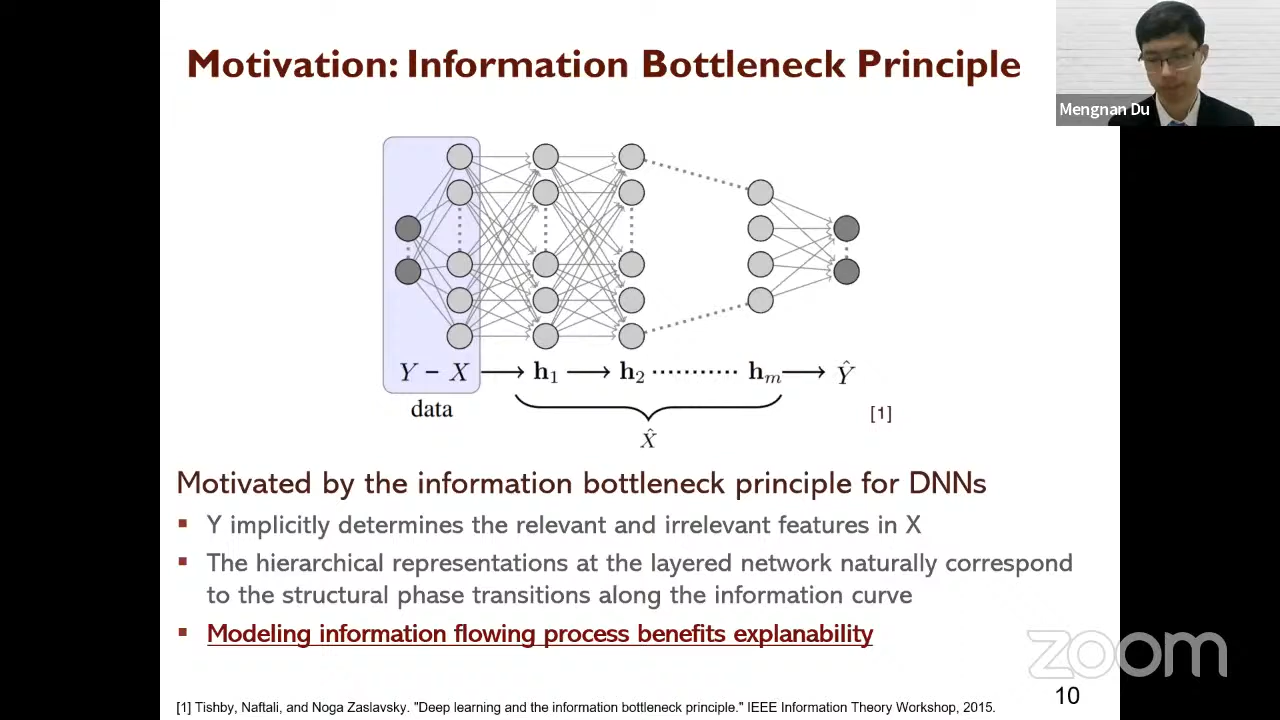 Motivation: Information Bottleneck Principle
Mengnan Du
Y – X → h1 → h2 ··········· hm → Ŷ
data
[1]
X̂
Motivated by the information bottleneck principle for DNNs
▪ Y implicitly determines the relevant and irrelevant features in X
▪ The hierarchical representations at the layered network naturally correspond
to the structural phase transitions along the information curve
▪ Modeling information flowing process benefits explanability
zoom
10
[1] Tishby, Naftali, and Noga Zaslavsky. "Deep learning and the information bottleneck principle." IEEE Information Theory Workshop, 2015.